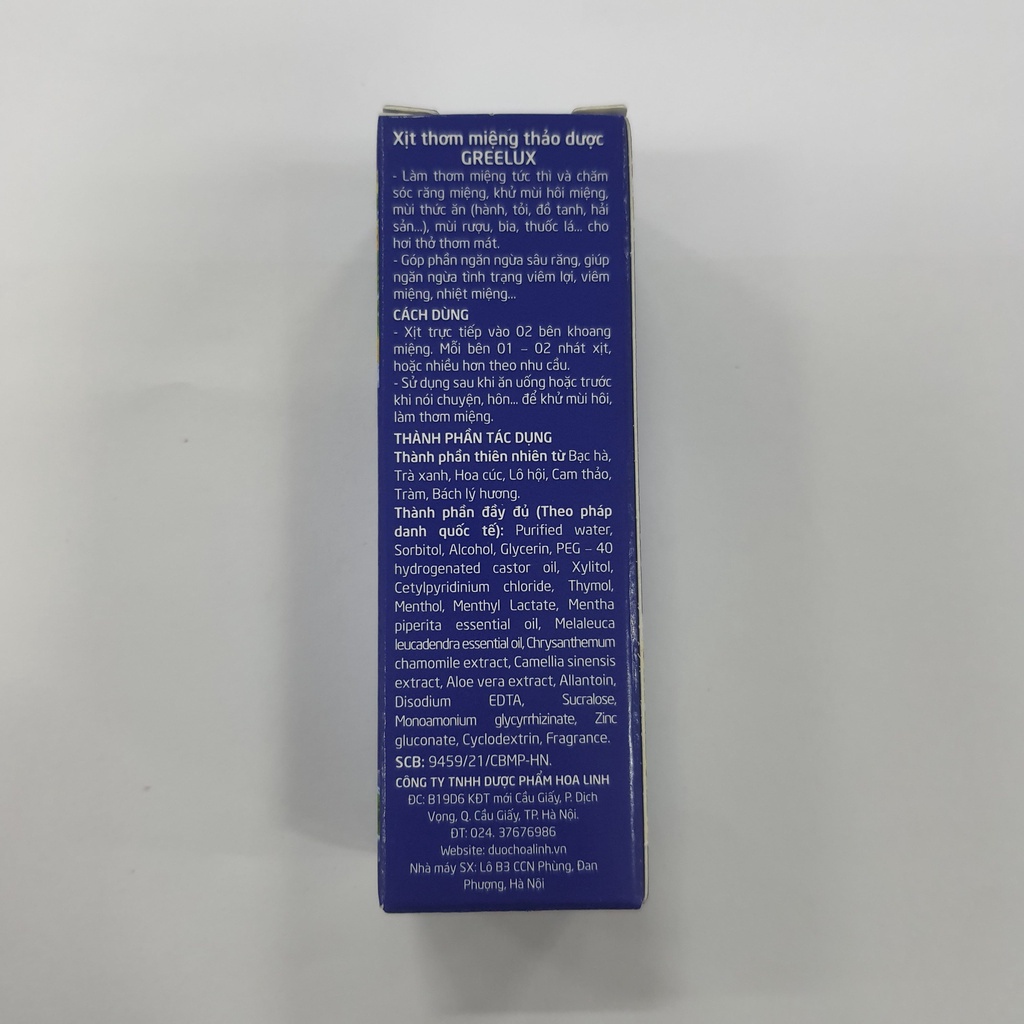 Xịt thơm miệng thảo dược
GREELUX
- Làm thơm miệng tức thì và chăm
sóc răng miệng, khử mùi hôi miệng,
mùi thức ăn (hành, tỏi, đồ tanh, hải
sản...), mùi rượu, bia, thuốc lá... cho
hơi thở thơm mát.
- Góp phần ngăn ngừa sâu răng, giúp
ngăn ngừa tình trạng viêm lợi, viêm
miệng, nhiệt miệng...
CÁCH DÙNG
- Xịt trực tiếp vào 02 bên khoang
miệng. Mỗi bên 01 – 02 nhát xịt,
hoặc nhiều hơn theo nhu cầu.
- Sử dụng sau khi ăn uống hoặc trước
khi nói chuyện, hôn... để khử mùi hôi,
làm thơm miệng.
THÀNH PHẦN TÁC DỤNG
Thành phần thiên nhiên từ Bạc hà,
Trà xanh, Hoa cúc, Lô hội, Cam thảo,
Tràm, Bách lý hương.
Thành phần đầy đủ (Theo pháp
danh quốc tế): Purified water,
Sorbitol, Alcohol, Glycerin, PEG – 40
hydrogenated castor oil, Xylitol,
Cetylpyridinium chloride, Thymol,
Menthol, Menthyl Lactate, Mentha
piperita essential oil, Melaleuca
leucadendra essential oil, Chrysanthemum
chamomile extract, Camellia sinensis
extract, Aloe vera extract, Allantoin,
Disodium EDTA, Sucralose,
Monoamonium glycyrrhizinate, Zinc
gluconate, Cyclodextrin, Fragrance.
SCB: 9459/21/CBMP-HN.
CÔNG TY TNHH DƯỢC PHẨM HOA LINH
ĐC: B19D6 KĐT mới Cầu Giấy, P. Dịch
Vọng, Q. Cầu Giấy, TP. Hà Nội.
ĐT: 024. 37676986
Website: duochoalinh.vn
Nhà máy SX: Lô B3 CCN Phùng, Đan
Phượng, Hà Nội